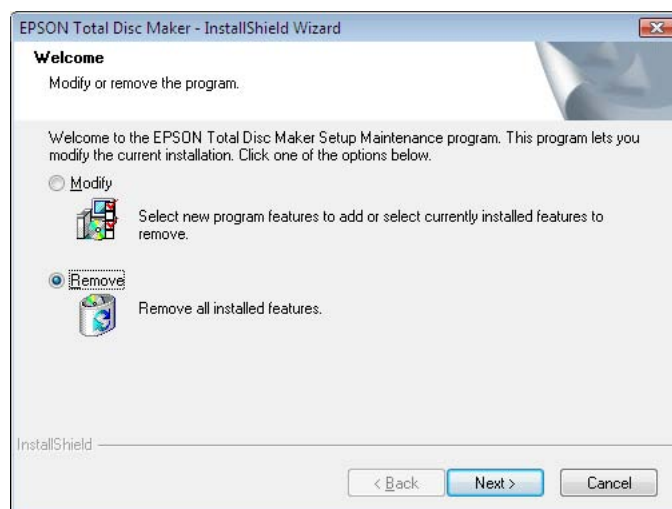 EPSON Total Disc Maker - InstallShield Wizard
Welcome
Modify or remove the program.
Welcome to the EPSON Total Disc Maker Setup Maintenance program. This program lets you
modify the current installation. Click one of the options below.
Modify
Select new program features to add or select currently installed features to
remove.
Remove
Remove all installed features.
InstallShield
< Back
Next >
Cancel